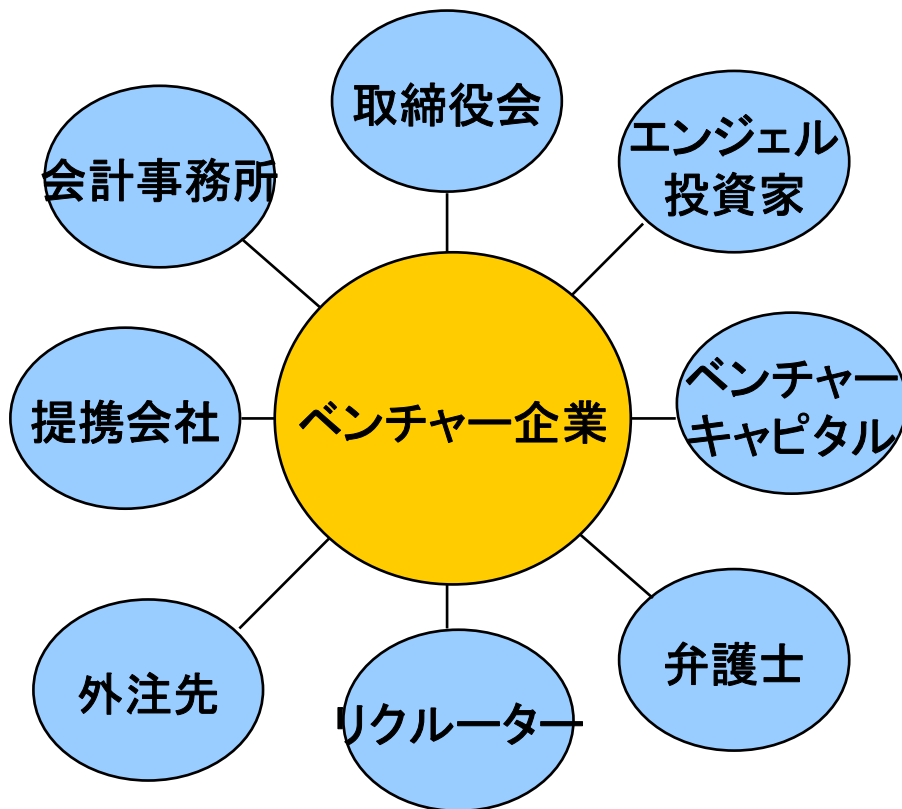 取締役会
エンジェル
投資家
会計事務所
ベンチャー
キャピタル
ベンチャー企業
提携会社
弁護士
外注先
リクルーター